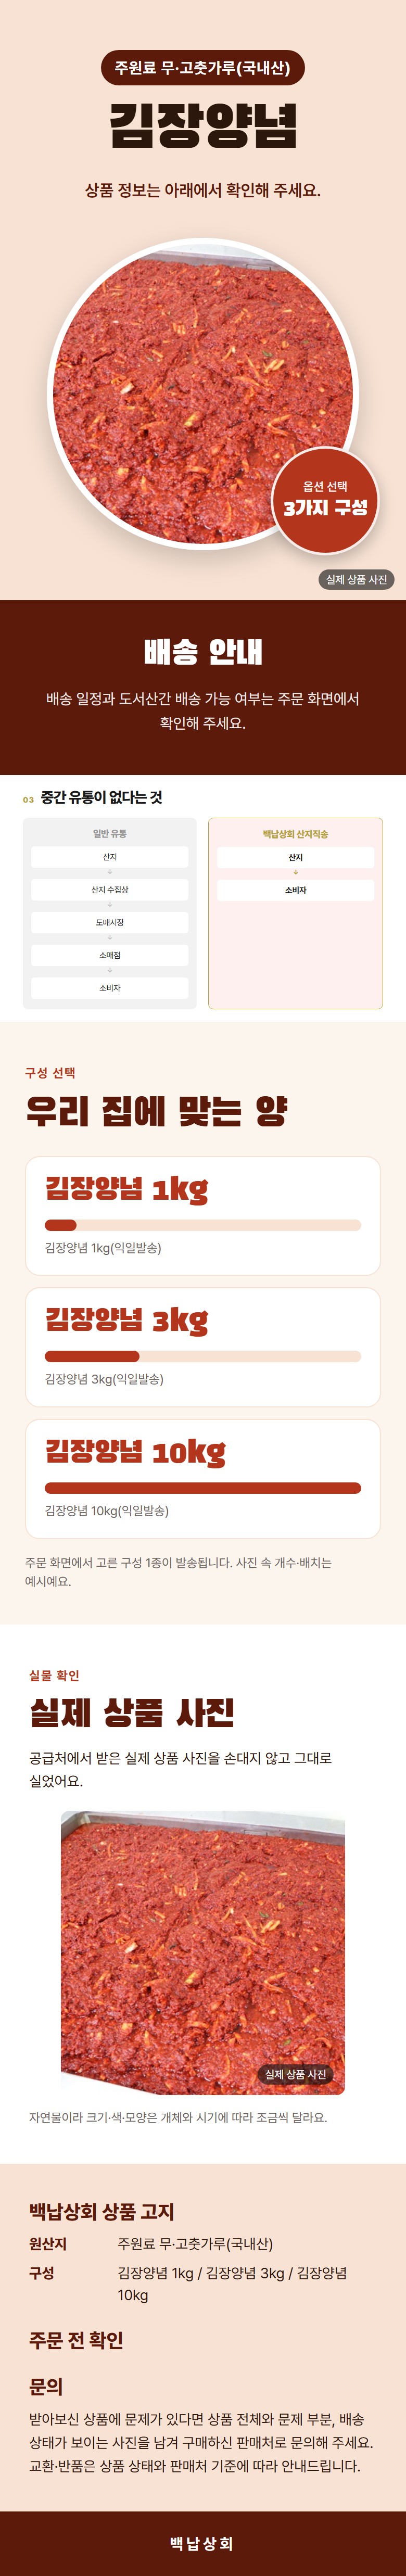 주원료 무·고춧가루(국내산)
김장양념
상품 정보는 아래에서 확인해 주세요.
옵션 선택
3가지 구성
실제 상품 사진
배송 안내
배송 일정과 도서산간 배송 가능 여부는 주문 화면에서
확인해 주세요.
03 중간 유통이 없다는 것
일반 유통
산지
↓
산지 수집상
↓
도매시장
↓
소매점
↓
소비자
백납상회 산지직송
산지
↓
소비자
구성 선택
우리 집에 맞는 양
김장양념 1kg
김장양념 1kg(익일발송)
김장양념 3kg
김장양념 3kg(익일발송)
김장양념 10kg
김장양념 10kg(익일발송)
주문 화면에서 고른 구성 1종이 발송됩니다. 사진 속 개수·배치는
예시예요.
실물 확인
실제 상품 사진
공급처에서 받은 실제 상품 사진을 손대지 않고 그대로
실었어요.
실제 상품 사진
자연물이라 크기·색·모양은 개체와 시기에 따라 조금씩 달라요.
백납상회 상품 고지
원산지 주원료 무·고춧가루(국내산)
구성 김장양념 1kg / 김장양념 3kg / 김장양념
10kg
주문 전 확인
문의
받아보신 상품에 문제가 있다면 상품 전체와 문제 부분, 배송
상태가 보이는 사진을 남겨 구매하신 판매처로 문의해 주세요.
교환·반품은 상품 상태와 판매처 기준에 따라 안내드립니다.
백납상회